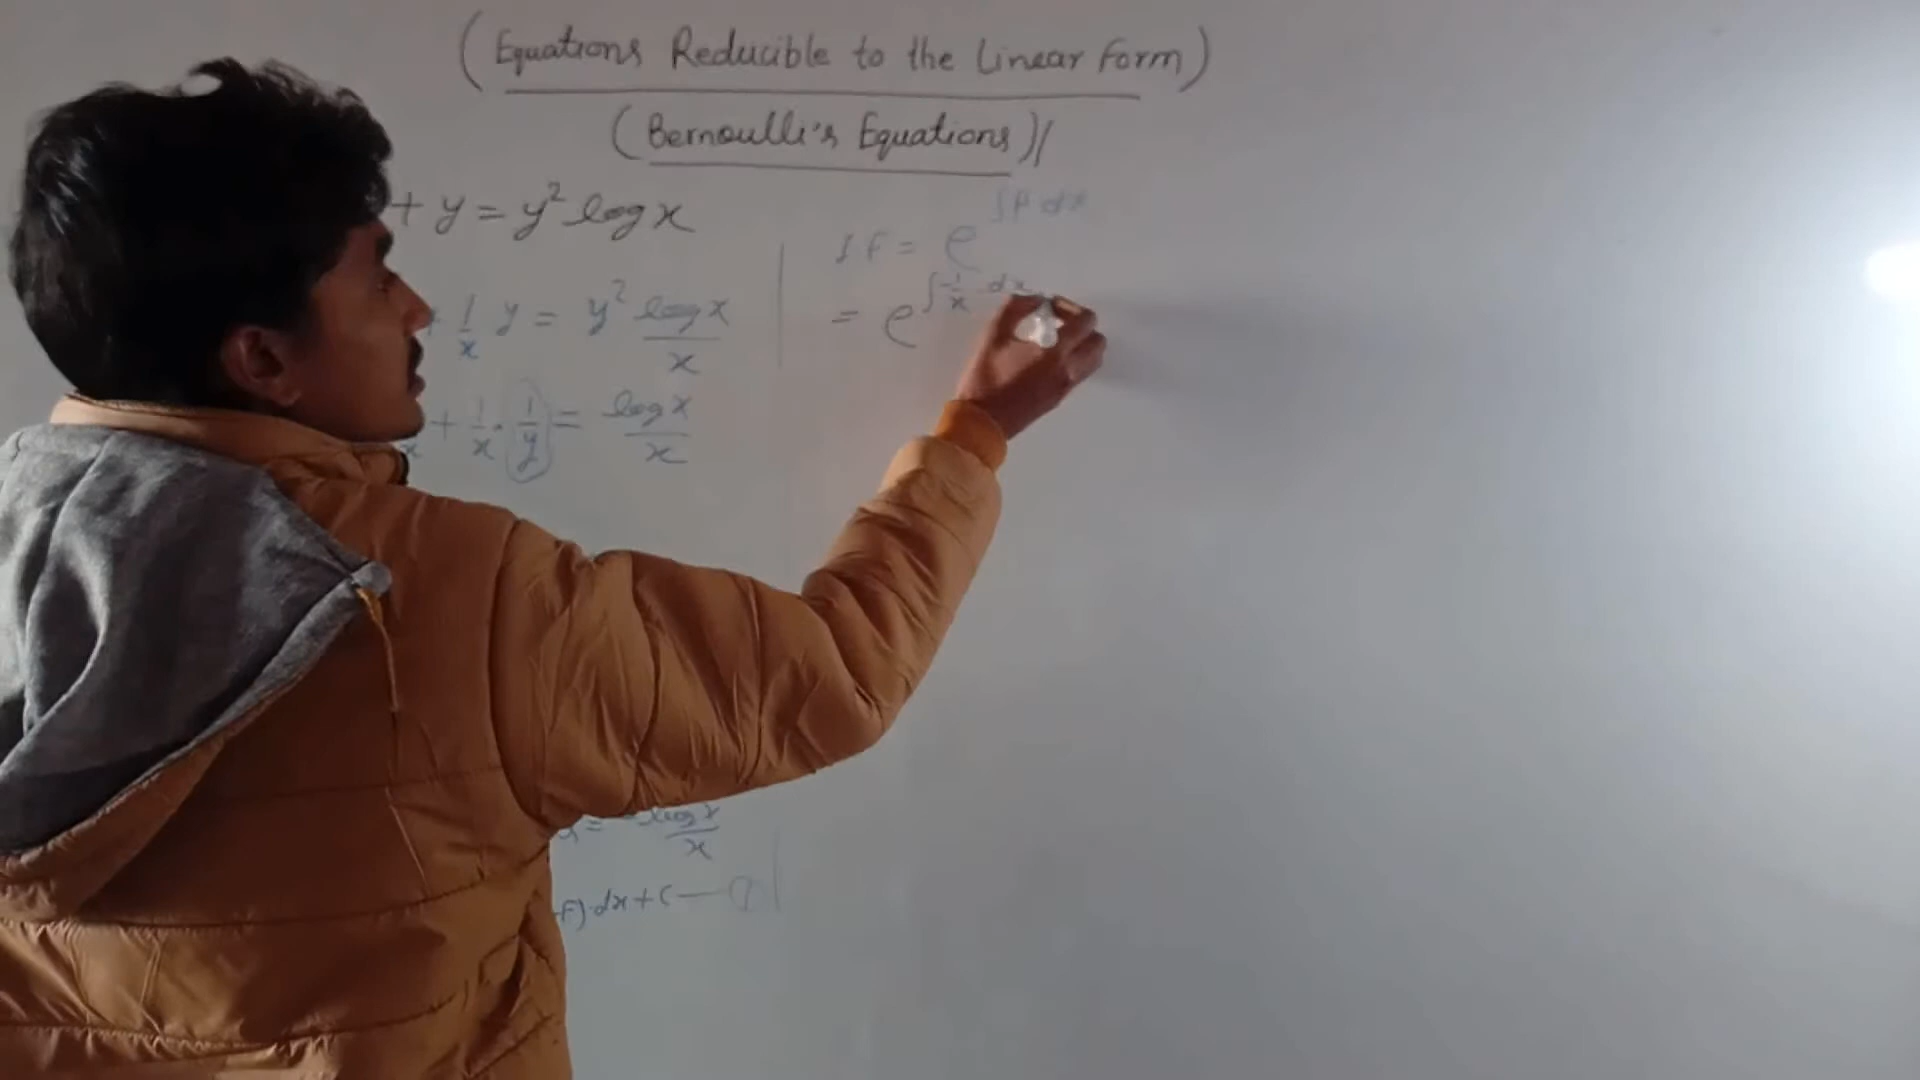 (Equations Reducible to the Linear form)
(Bernoulli's Equations)/
+ y = y² log x
1/x y = y² log x/x
x + 1/x · 1/y = log x/x
= - log x/x
F)·dx + C — ①
I.F = e^∫P·dx
= e^∫-1/x·dx